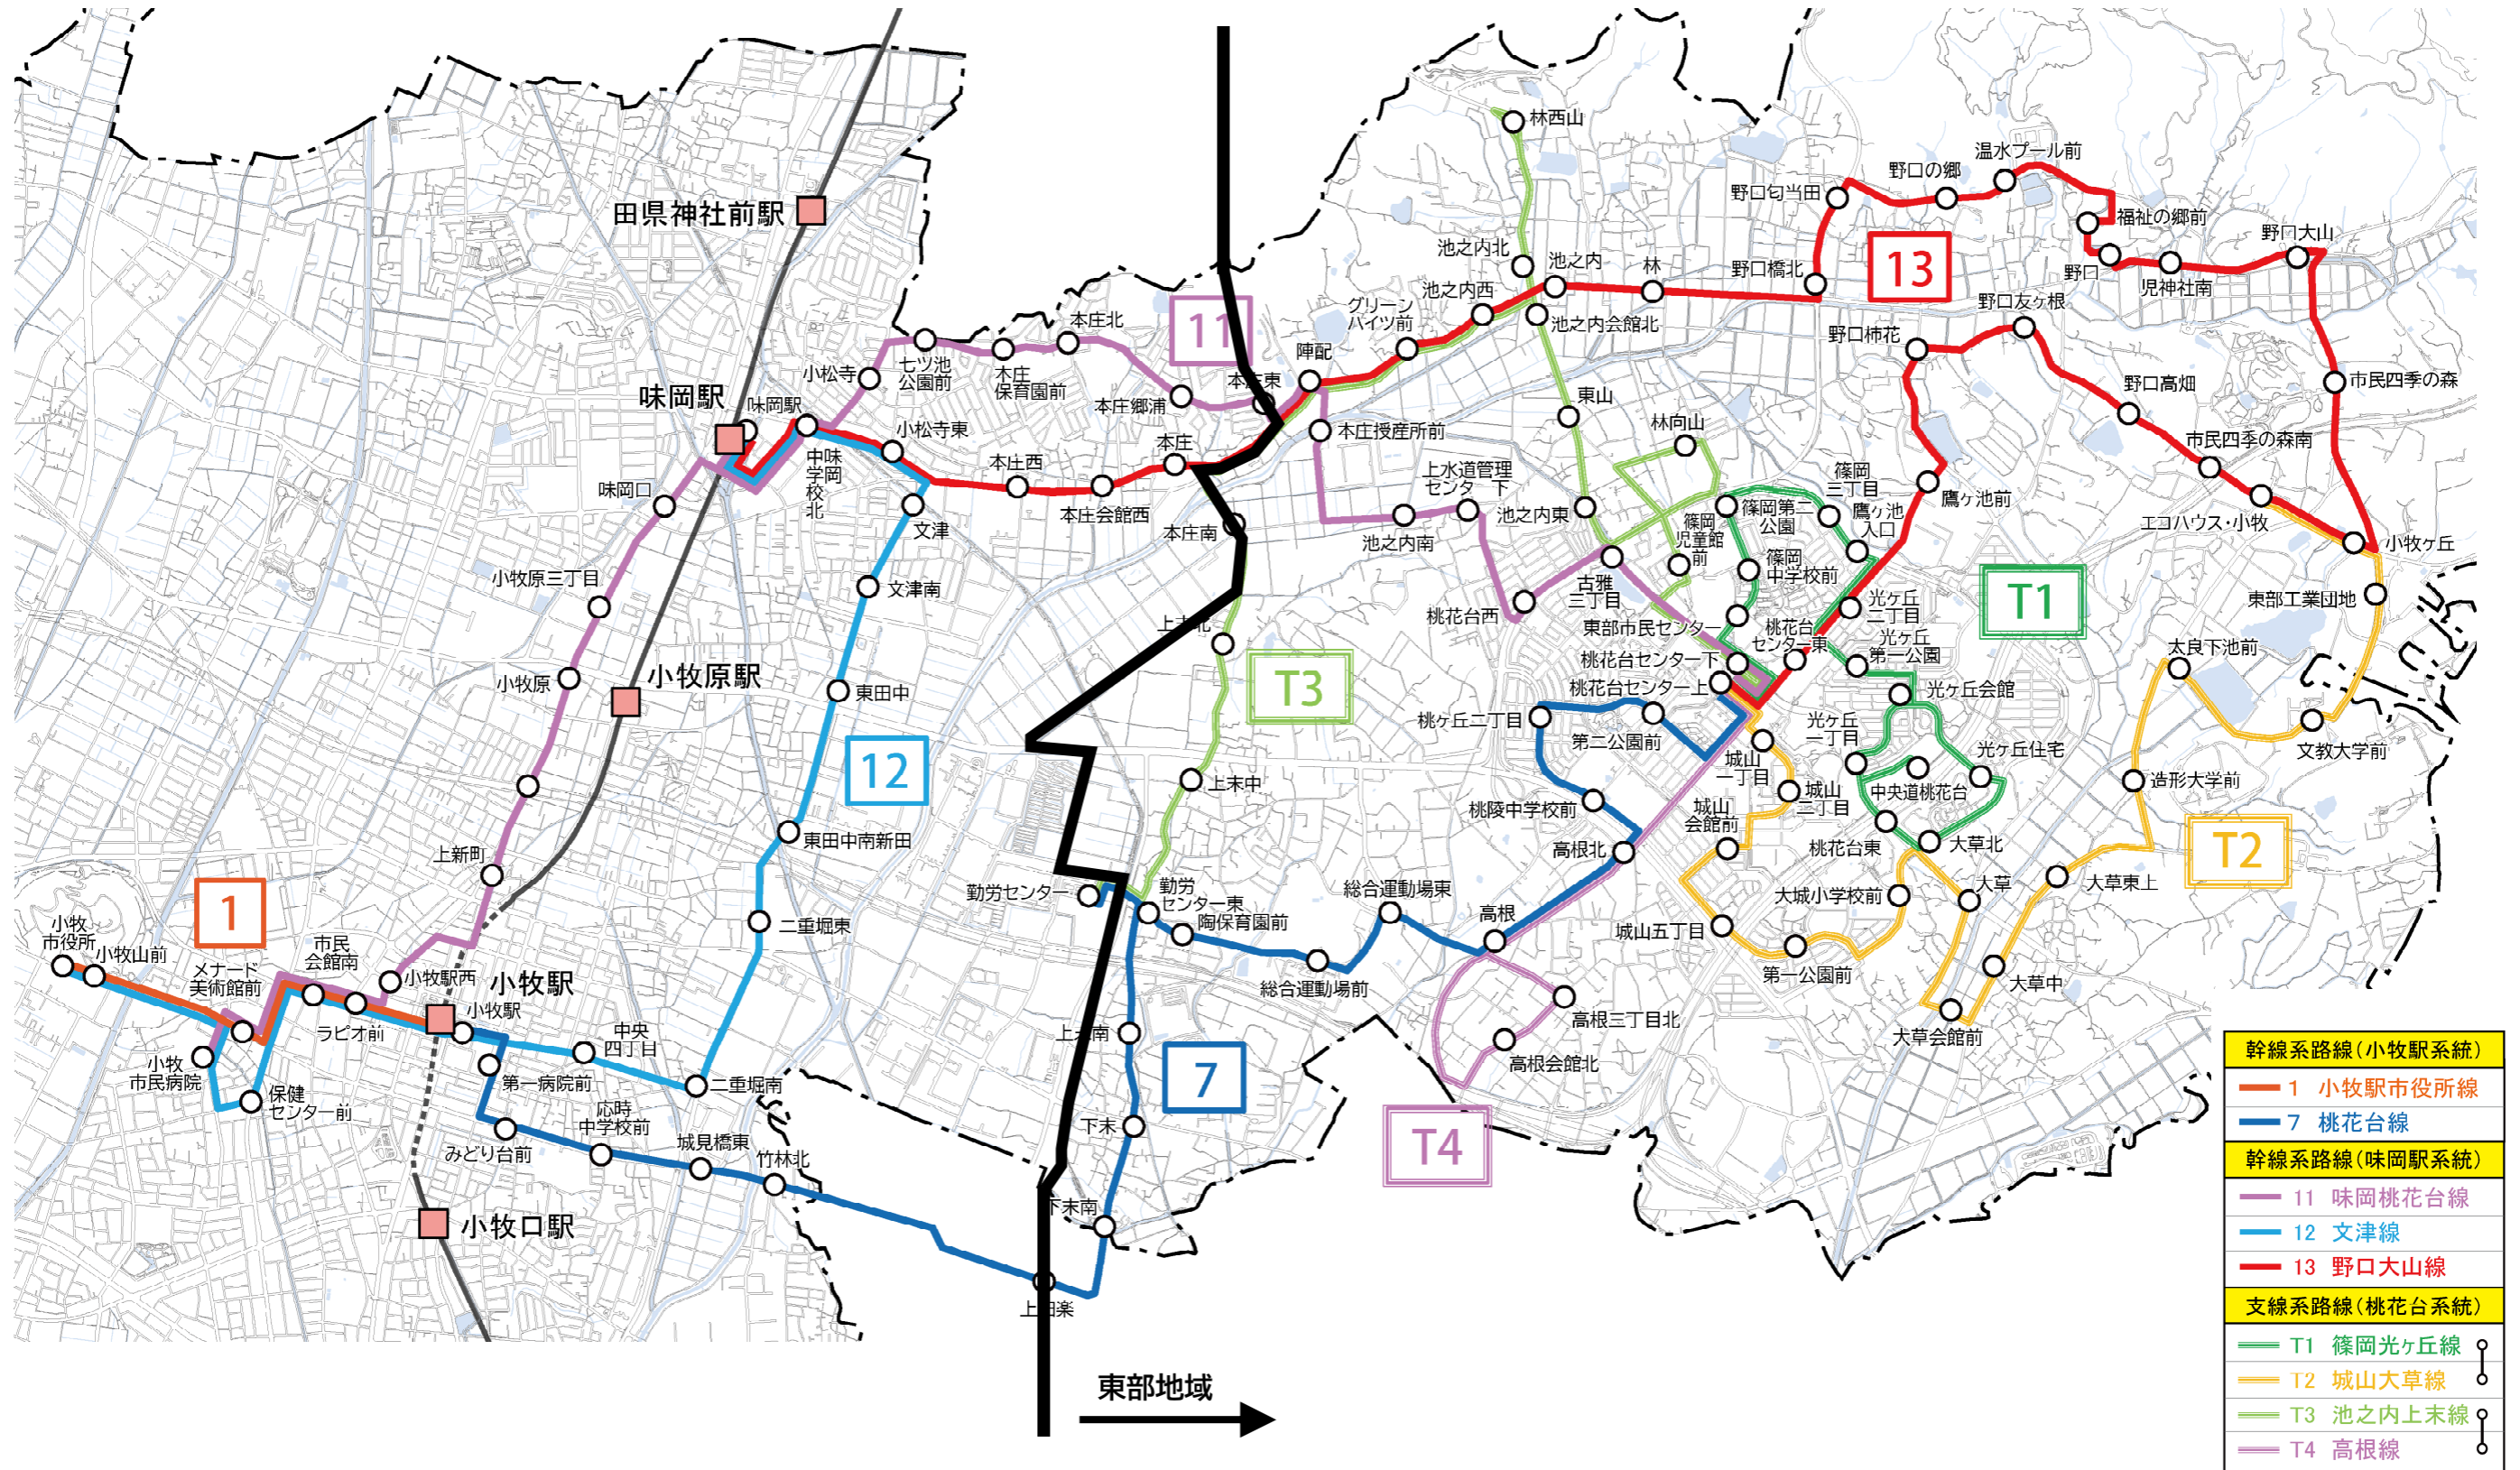 林西山
温水プール前
野口の郷
野口匂当田
田県神社前駅
福祉の郷前
野口大山
池之内北
池之内
林
野口橋北
13
野口
児神社南
池之内西
グリーン
ハイツ前
11
本庄北
池之内会館北
野口友ヶ根
野口柿花
陣配
七ツ池
公園前
本庄
保育園前
小松寺
本庄東
本庄郷浦
味岡駅
味岡駅
市民四季の森
野口高畑
東山
林向山
本庄授産所前
小松寺東
本庄
本庄西
味岡
中学校北
味岡口
上水道管理
センター下
市民四季の森南
篠岡
三丁目
鷹ヶ池前
本庄会館西
文津
本庄南
池之内南
池之内東
篠岡
児童館
前
篠岡第二
公園
鷹ヶ池
入口
エコハウス・小牧
小牧ヶ丘
小牧原三丁目
文津南
桃花台西
古雅
三丁目
篠岡
中学校前
光ヶ丘
二丁目
T1
東部工業団地
上末北
東部市民センター
桃花台
センター東
光ヶ丘
第一公園
太良下池前
小牧原
小牧原駅
東田中
T3
桃花台センター下
桃花台センター上
光ヶ丘会館
桃ヶ丘二丁目
第二公園前
光ヶ丘
一丁目
光ヶ丘住宅
文教大学前
12
上末中
城山
一丁目
城山
二丁目
中央道桃花台
造形大学前
桃陵中学校前
城山
会館前
東田中南新田
高根北
桃花台東
大草北
T2
上新町
勤労センター
勤労
センター東
総合運動場東
高根
大城小学校前
大草
大草東上
1
小牧
市役所
小牧山前
メナード
美術館前
市民
会館南
二重堀東
陶保育園前
城山五丁目
第一公園前
小牧駅西
小牧駅
小牧駅
総合運動場前
大草中
ラピオ前
中央
四丁目
上末南
高根三丁目北
大草会館前
小牧
市民病院
保健
センター前
第一病院前
二重堀南
7
高根会館北
応時
中学校前
みどり台前
城見橋東
竹林北
下末
T4
小牧口駅
下末南
上田楽
東部地域
幹線系路線(小牧駅系統)
1 小牧駅市役所線
7 桃花台線
幹線系路線(味岡駅系統)
11 味岡桃花台線
12 文津線
13 野口大山線
支線系路線(桃花台系統)
T1 篠岡光ヶ丘線
T2 城山大草線
T3 池之内上末線
T4 高根線